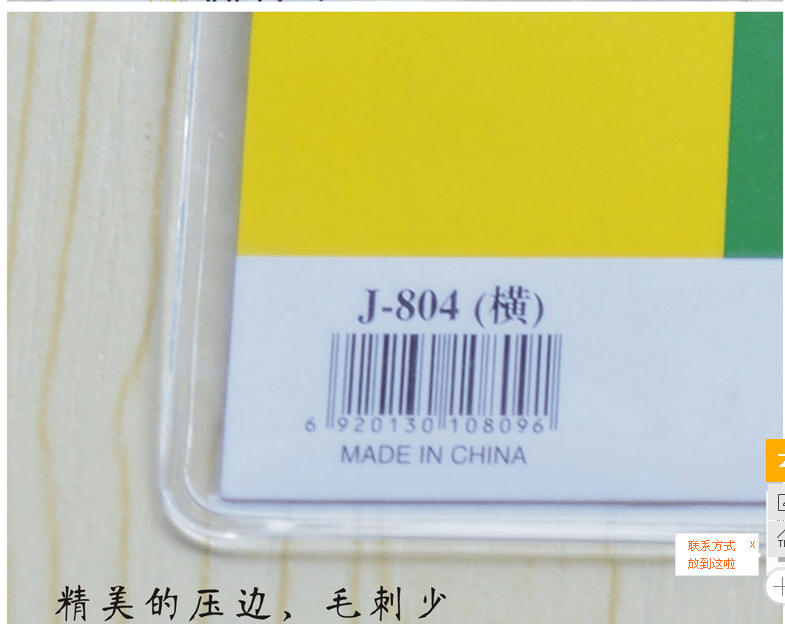 J-804 (橫)
6 920130 108096
MADE IN CHINA
联系方式 x
放到这啦
精美的压边、毛刺少